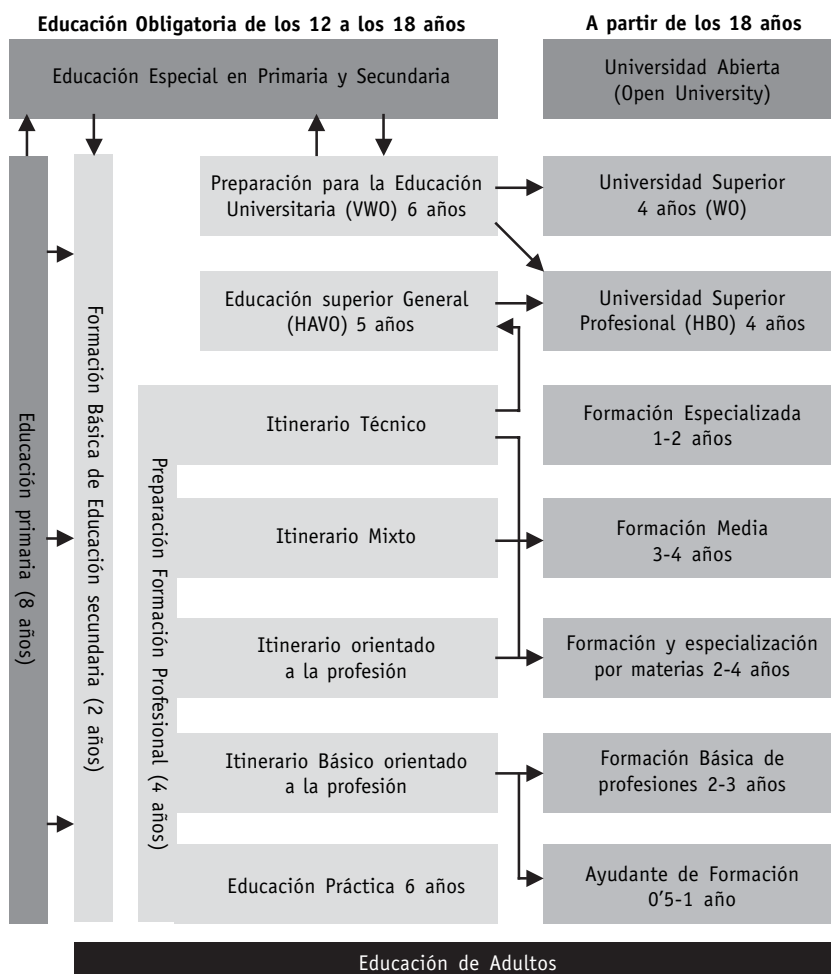 Educación Obligatoria de los 12 a los 18 años
A partir de los 18 años
Educación Especial en Primaria y Secundaria
Universidad Abierta
(Open University)
Educación primaria (8 años)
Formación Básica de Educación secundaria (2 años)
Preparación para la Educación
Universitaria (VWO) 6 años
Universidad Superior
4 años (WO)
Educación superior General
(HAVO) 5 años
Universidad Superior
Profesional (HBO) 4 años
Preparación Formación Profesional (4 años)
Itinerario Técnico
Formación Especializada
1-2 años
Itinerario Mixto
Formación Media
3-4 años
Itinerario orientado
a la profesión
Formación y especialización
por materias 2-4 años
Itinerario Básico orientado
a la profesión
Formación Básica de
profesiones 2-3 años
Educación Práctica 6 años
Ayudante de Formación
0’5-1 año
Educación de Adultos